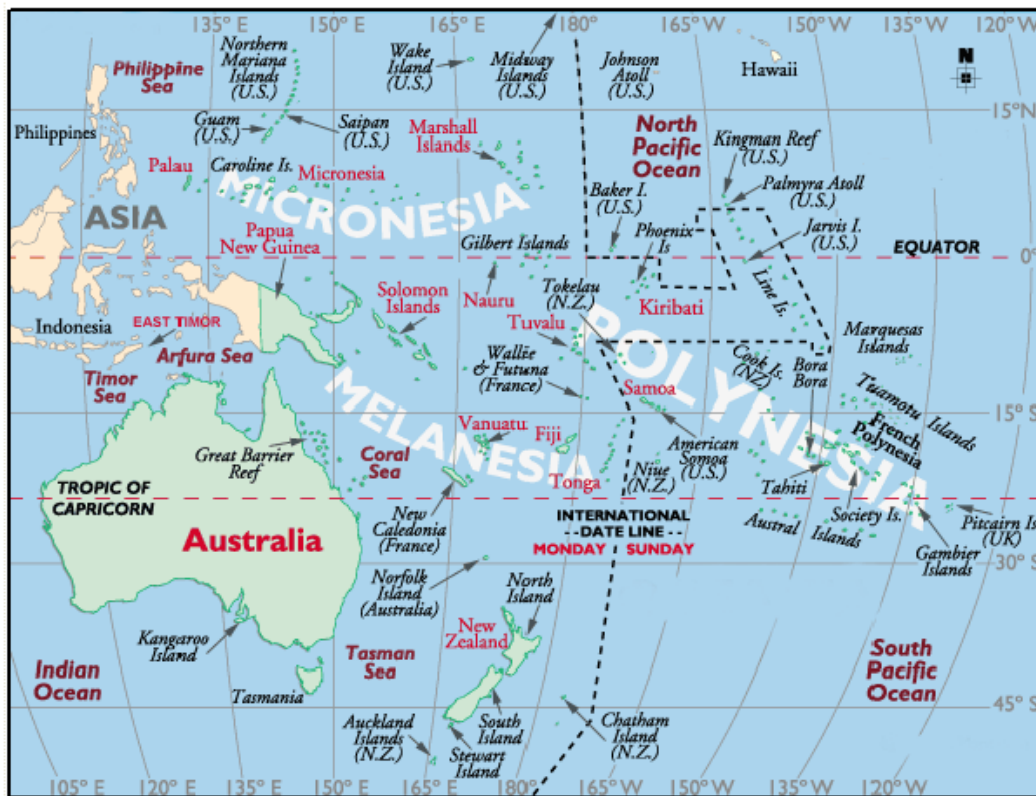 135° E
150° E
165° E
180°
165° W
150° W
135° W
120° W
Philippine
Sea
Northern
Mariana
Islands
(U.S.)
Wake
Island
(U.S.)
Midway
Islands
(U.S.)
Johnson
Atoll
(U.S.)
Hawaii
N
15° N
Philippines
Guam
(U.S.)
Saipan
(U.S.)
Marshall
Islands
North
Pacific
Ocean
Kingman Reef
(U.S.)
Palau
Caroline Is.
Micronesia
MICRONESIA
Baker I.
(U.S.)
Palmyra Atoll
(U.S.)
ASIA
Papua
New Guinea
Gilbert Islands
Phoenix
Is
Jarvis I.
(U.S.)
EQUATOR
0°
Nauru
Tokelau
(N.Z.)
Kiribati
Line Is.
Indonesia
EAST TIMOR
Solomon
Islands
Tuvalu
POLYNESIA
Marquesas
Islands
Arfura Sea
Timor
Sea
Wallie
& Futuna
(France)
Samoa
Cook Is.
(NZ)
Bora
Bora
Tuamotu Islands
MELANESIA
15° S
Vanuatu
Fiji
French
Polynesia
American
Somoa
(U.S.)
Great Barrier
Reef
Coral
Sea
Tonga
Niue
(N.Z.)
Tahiti
TROPIC OF
CAPRICORN
New
Caledonia
(France)
INTERNATIONAL
--DATE LINE--
MONDAY SUNDAY
Austral Islands
Society Is.
Pitcairn Is
(UK)
Gambier
Islands
Australia
30° S
Norfolk
Island
(Australia)
North
Island
New
Zealand
Kangaroo
Island
Tasman
Sea
Indian
Ocean
South
Pacific
Ocean
Tasmania
45° S
Auckland
Islands
(N.Z.)
South
Island
Stewart
Island
Chatham
Island
(N.Z.)
105° E
120° E
135° E
150° E
165° E
180°
165° W
150° W
135° W
120° W